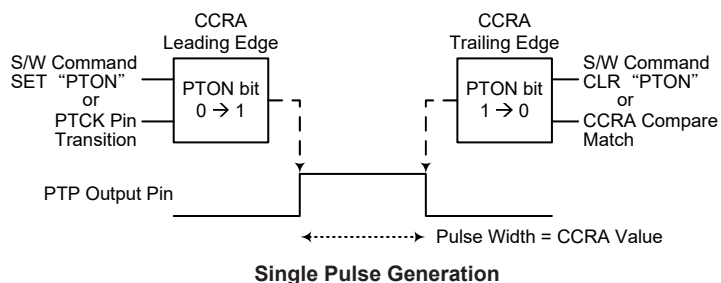 CCRA
Leading Edge
S/W Command
SET “PTON”
or
PTCK Pin
Transition
PTON bit
0 → 1
CCRA
Trailing Edge
PTON bit
1 → 0
S/W Command
CLR “PTON”
or
CCRA Compare
Match
PTP Output Pin
Pulse Width = CCRA Value
Single Pulse Generation